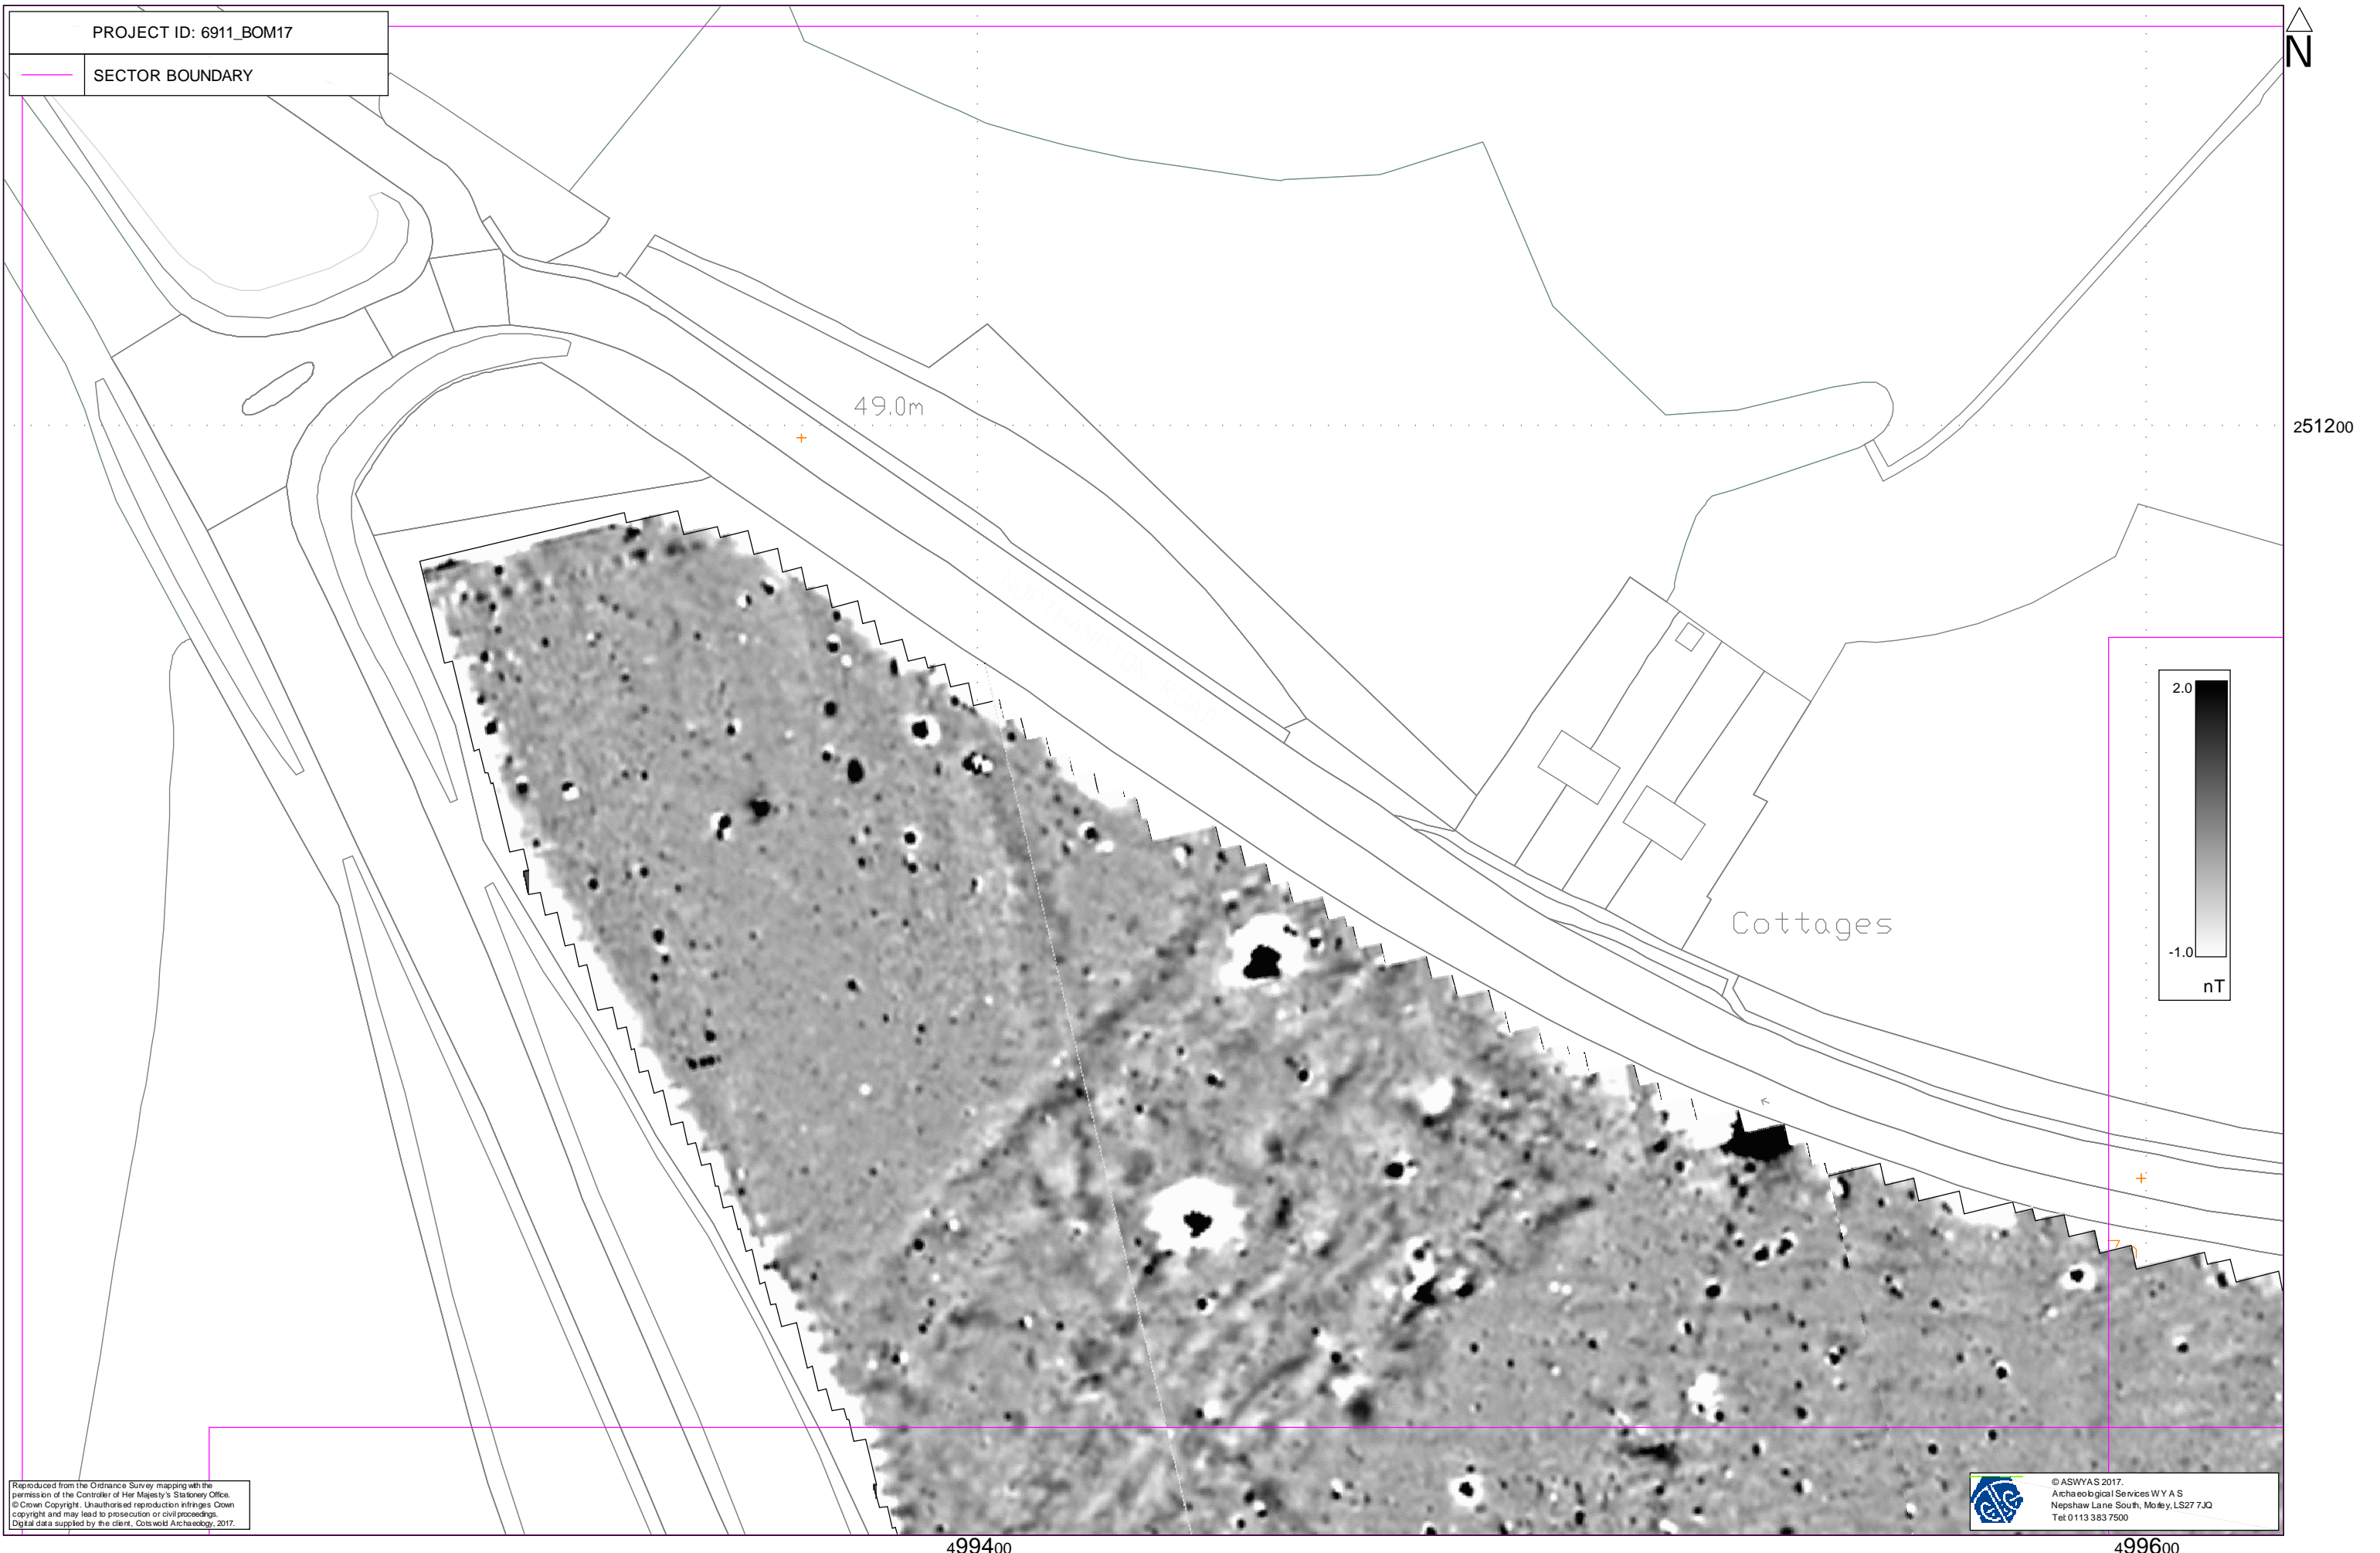 PROJECT ID: 6911_BOM17
SECTOR BOUNDARY
N
49.0m
251200
NORTHAMPTON ROAD
2.0
Cottages
-1.0
nT
Reproduced from the Ordnance Survey mapping with the
permission of the Controller of Her Majesty's Stationery Office.
© Crown Copyright. Unauthorised reproduction infringes Crown
copyright and may lead to prosecution or civil proceedings.
Digital data supplied by the client, Cotswold Archaeology, 2017.
© ASWYAS 2017.
Archaeological Services W Y A S
Nepshaw Lane South, Morley, LS27 7JQ
Tel: 0113 383 7500
499400
499600